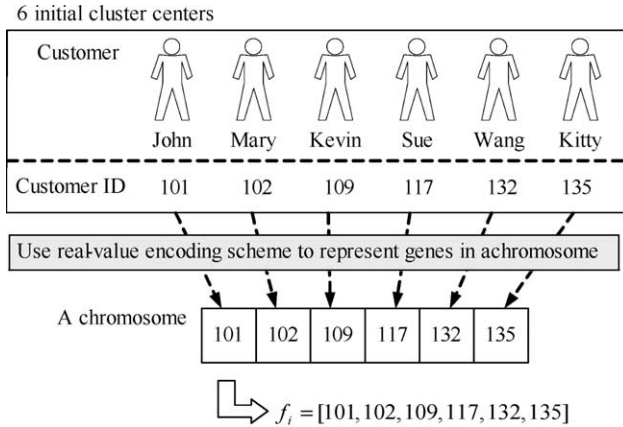 6 initial cluster centers
Customer
John Mary Kevin Sue Wang Kitty
Customer ID 101 102 109 117 132 135
Use real-value encoding scheme to represent genes in achromosome
A chromosome 101 102 109 117 132 135
f_i = [101,102,109,117,132,135]